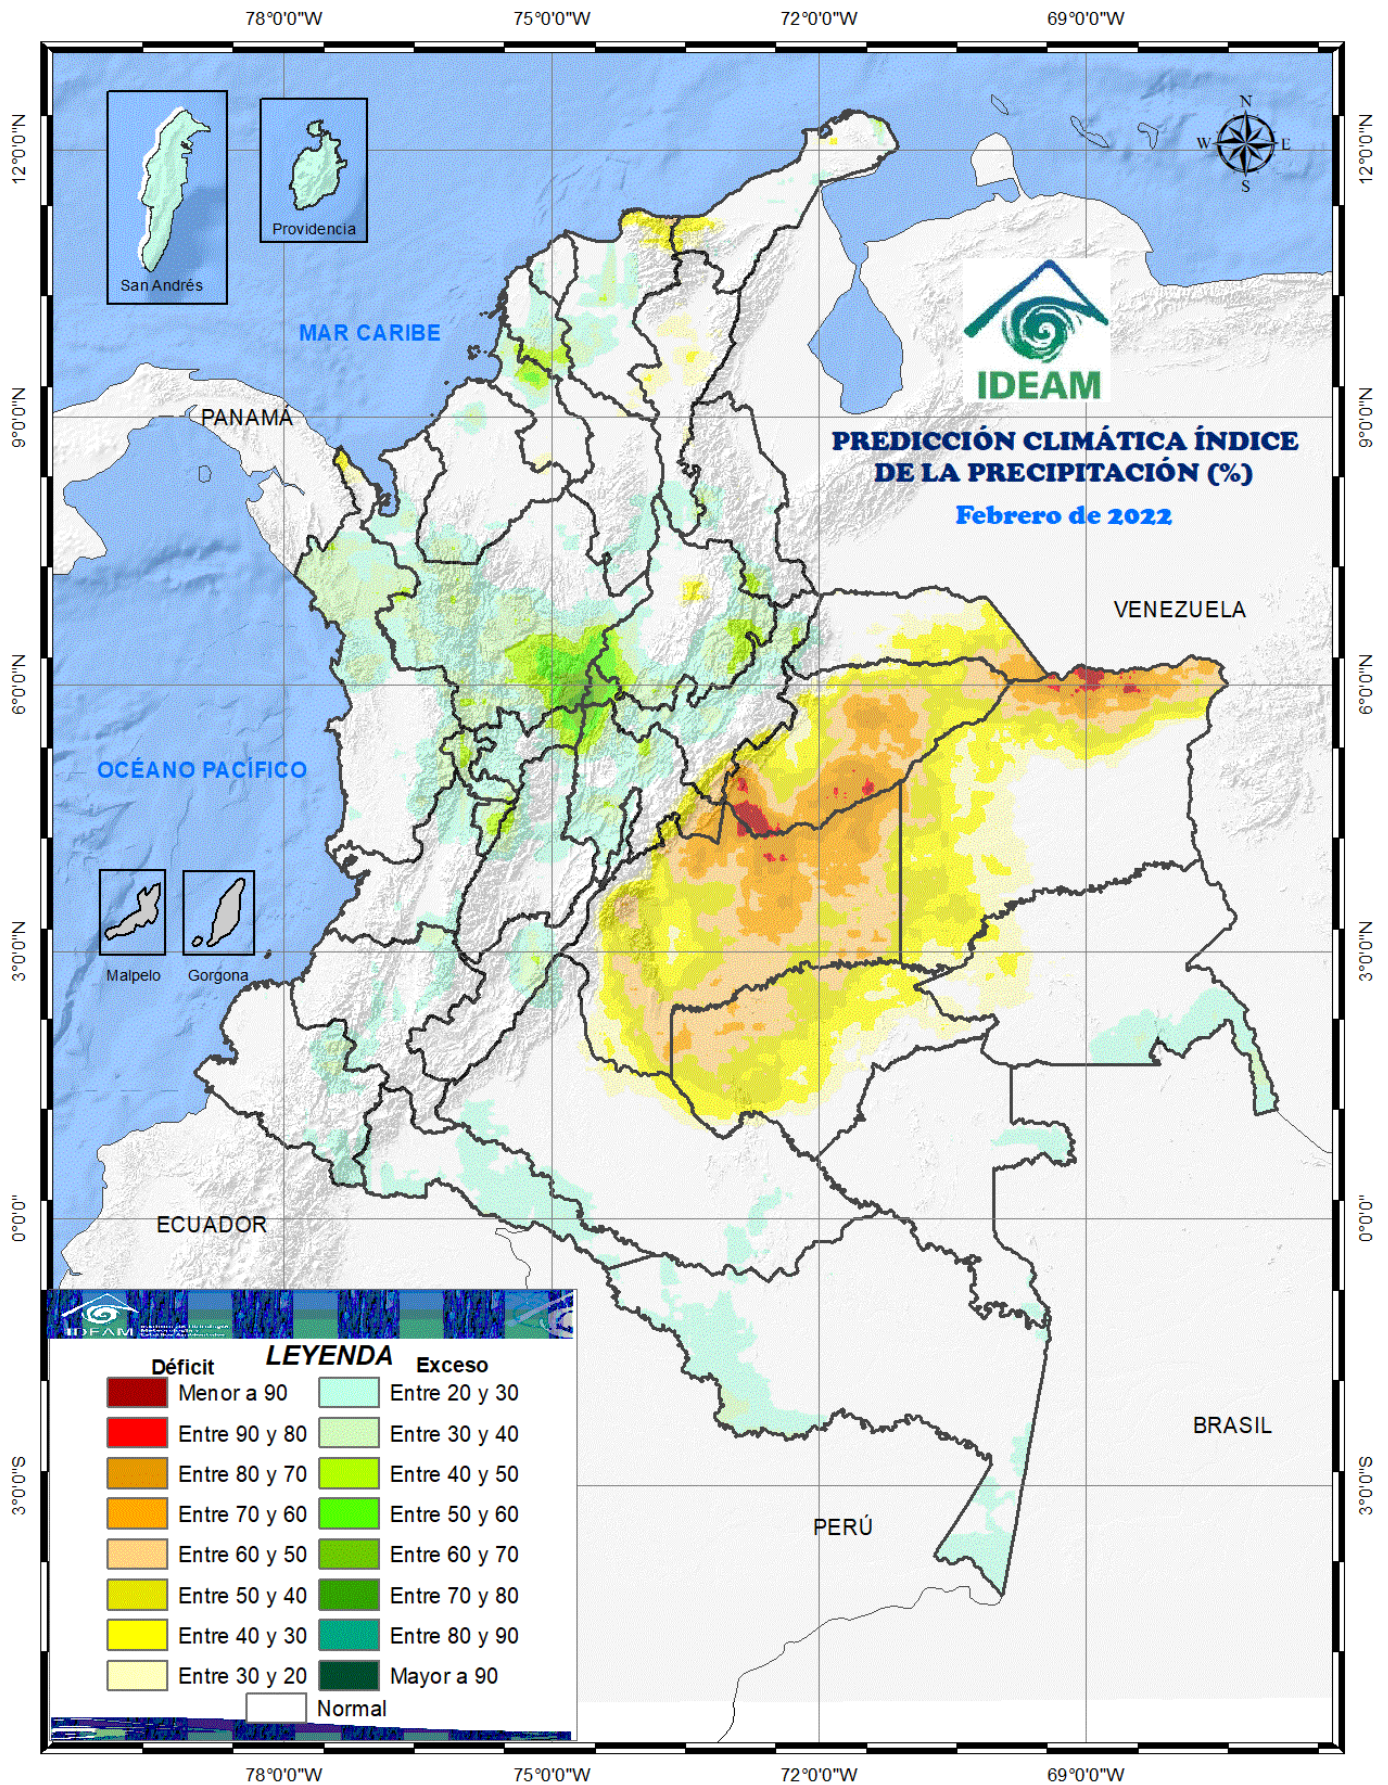 78°0'0"W
75°0'0"W
72°0'0"W
69°0'0"W
12°0'0"N
12°0'0"N
N
W
E
S
Providencia
San Andrés
MAR CARIBE
IDEAM
9°0'0"N
9°0'0"N
PANAMÁ
PREDICCIÓN CLIMÁTICA ÍNDICE
DE LA PRECIPITACIÓN (%)
Febrero de 2022
VENEZUELA
6°0'0"N
6°0'0"N
OCÉANO PACÍFICO
3°0'0"N
3°0'0"N
Malpelo
Gorgona
ECUADOR
0°0'0"
0°0'0"
IDEAM
LEYENDA
Déficit
Exceso
Menor a 90
Entre 20 y 30
Entre 90 y 80
Entre 30 y 40
Entre 80 y 70
Entre 40 y 50
Entre 70 y 60
Entre 50 y 60
Entre 60 y 50
Entre 60 y 70
Entre 50 y 40
Entre 70 y 80
Entre 40 y 30
Entre 80 y 90
Entre 30 y 20
Mayor a 90
Normal
BRASIL
3°0'0"S
3°0'0"S
PERÚ
78°0'0"W
75°0'0"W
72°0'0"W
69°0'0"W